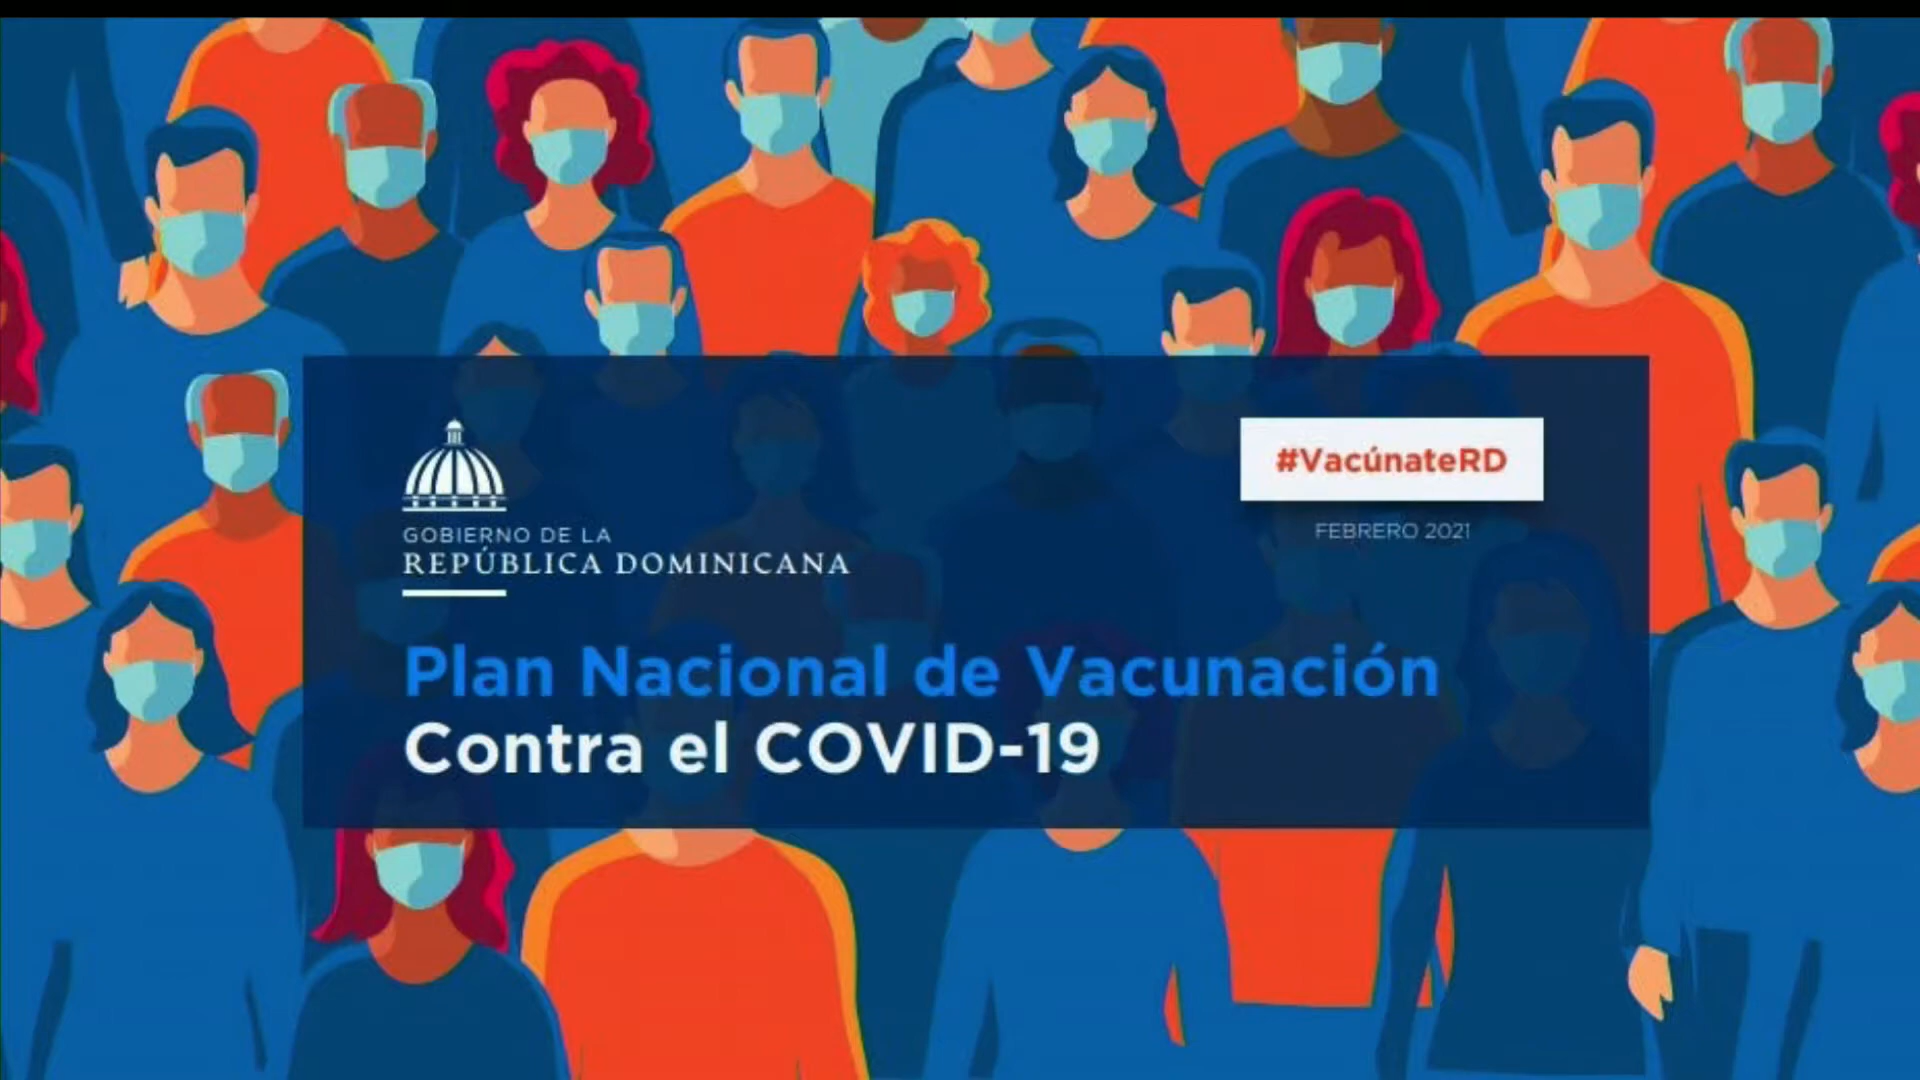 GOBIERNO DE LA
REPÚBLICA DOMINICANA
#VacúnateRD
FEBRERO 2021
Plan Nacional de Vacunación
Contra el COVID-19